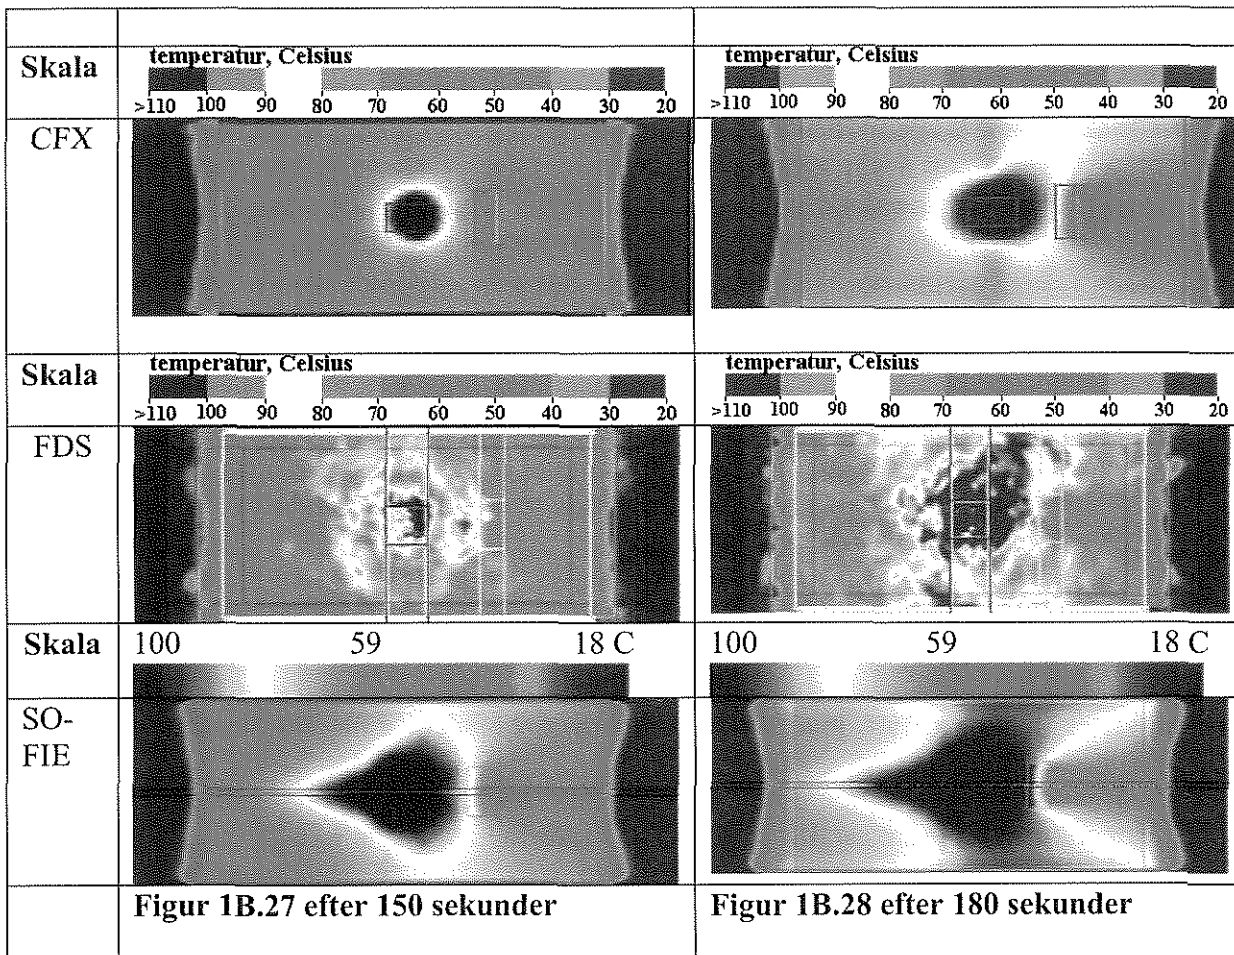 Skala
temperatur, Celsius
>110 100 90 80 70 60 50 40 30 20
temperatur, Celsius
>110 100 90 80 70 60 50 40 30 20
CFX
Skala
temperatur, Celsius
>110 100 90 80 70 60 50 40 30 20
temperatur, Celsius
>110 100 90 80 70 60 50 40 30 20
FDS
Skala
100 59 18 C
100 59 18 C
SO-
FIE
Figur 1B.27 efter 150 sekunder
Figur 1B.28 efter 180 sekunder